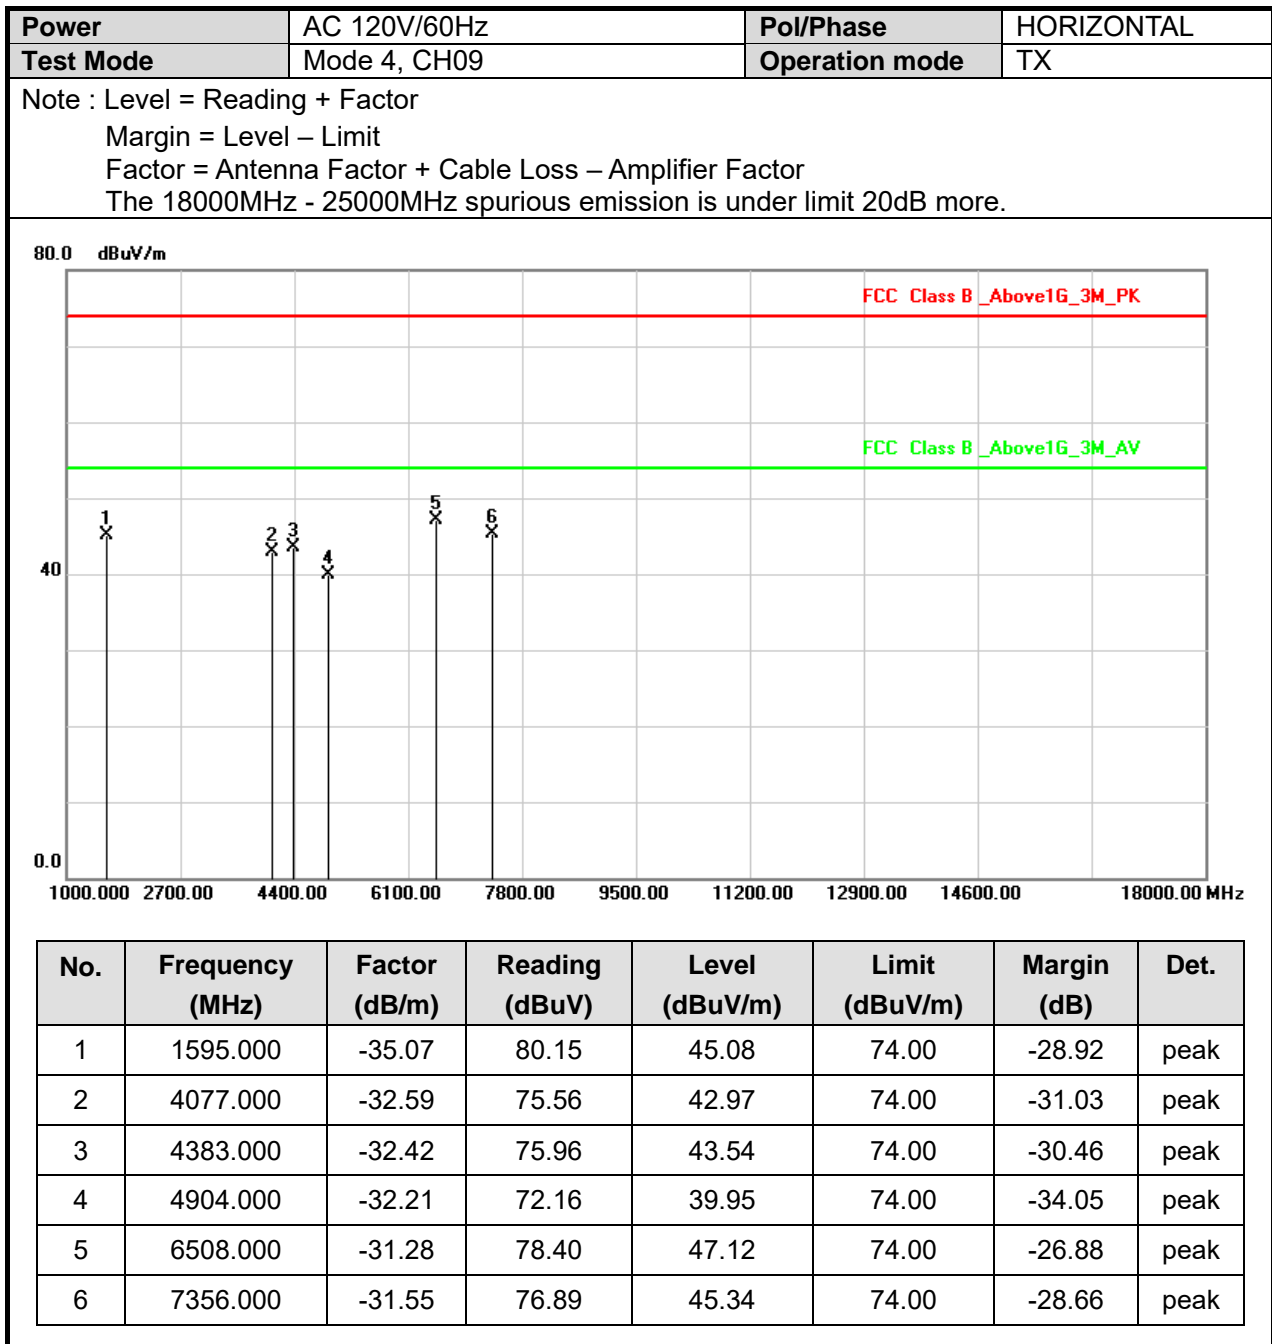 Power AC 120V/60Hz Pol/Phase HORIZONTAL
Test Mode Mode 4, CH09 Operation mode TX
Note : Level = Reading + Factor
Margin = Level – Limit
Factor = Antenna Factor + Cable Loss – Amplifier Factor
The 18000MHz - 25000MHz spurious emission is under limit 20dB more.
80.0 dBuV/m
FCC Class B _Above1G_3M_PK
FCC Class B _Above1G_3M_AV
1 2 3 4 5 6
40
0.0
1000.000 2700.00 4400.00 6100.00 7800.00 9500.00 11200.00 12900.00 14600.00 18000.00 MHz
No. Frequency Factor Reading Level Limit Margin Det.
(MHz) (dB/m) (dBuV) (dBuV/m) (dBuV/m) (dB)
1 1595.000 -35.07 80.15 45.08 74.00 -28.92 peak
2 4077.000 -32.59 75.56 42.97 74.00 -31.03 peak
3 4383.000 -32.42 75.96 43.54 74.00 -30.46 peak
4 4904.000 -32.21 72.16 39.95 74.00 -34.05 peak
5 6508.000 -31.28 78.40 47.12 74.00 -26.88 peak
6 7356.000 -31.55 76.89 45.34 74.00 -28.66 peak